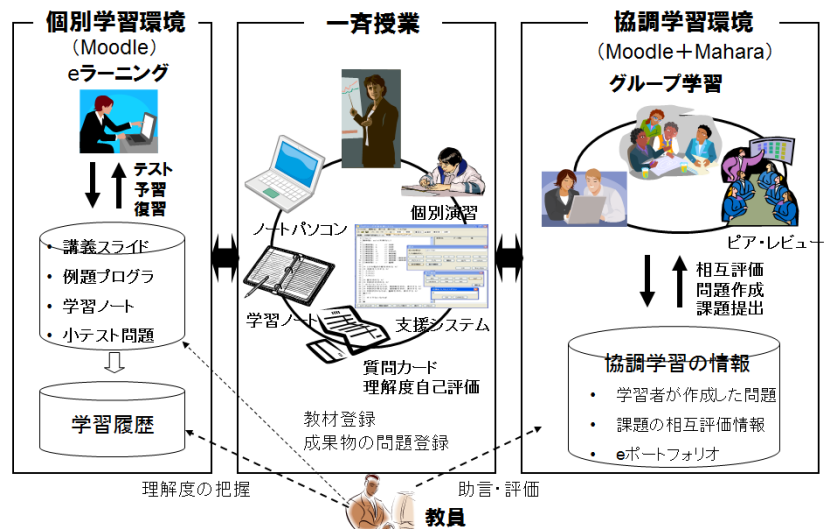 個別学習環境
(Moodle)
eラーニング
テスト
予習
復習
• 講義スライド
• 例題プログラ
• 学習ノート
• 小テスト問題
学習履歴
一斉授業
ノートパソコン
個別演習
学習ノート
支援システム
質問カード
理解度自己評価
教材登録
成果物の問題登録
協調学習環境
(Moodle+Mahara)
グループ学習
ピア・レビュー
相互評価
問題作成
課題提出
協調学習の情報
• 学習者が作成した問題
• 課題の相互評価情報
• eポートフォリオ
理解度の把握
助言・評価
教員